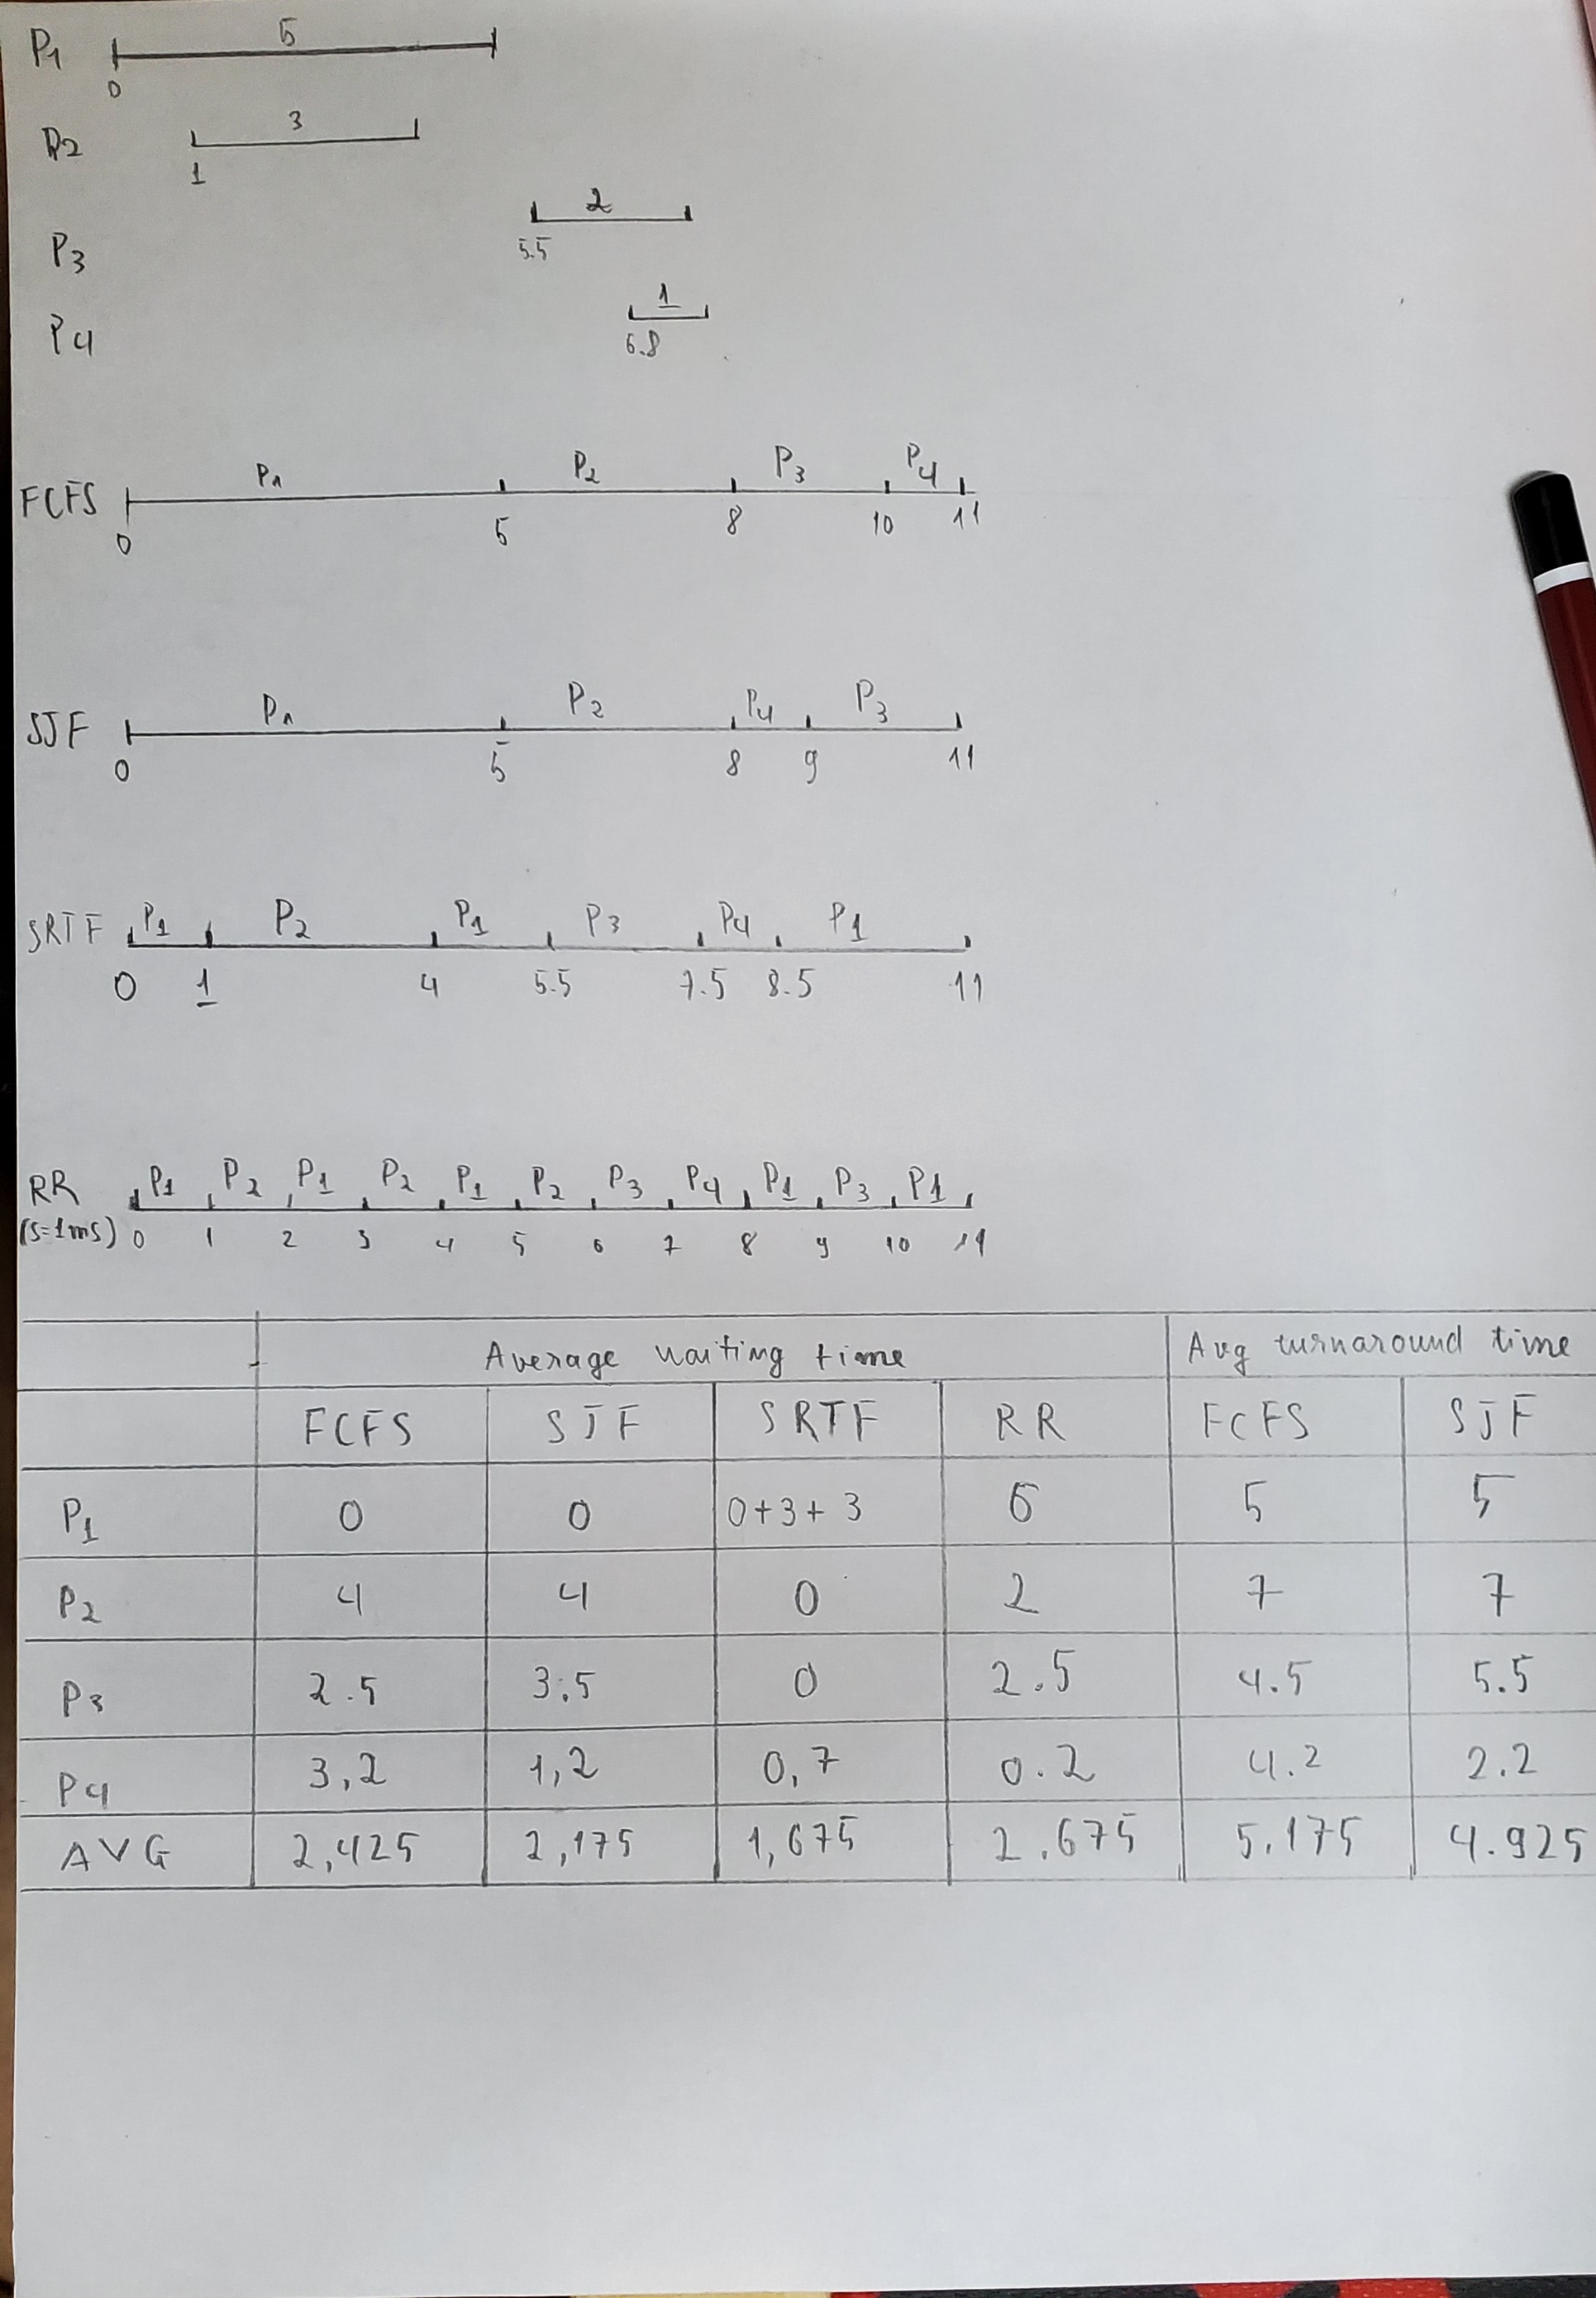 P1 5
0
P2 3
1
P3 2
5.5
P4 1
6.8
FCFS P1 P2 P3 P4
0 5 8 10 11
SJF P1 P2 P4 P3
0 5 8 9 11
SRTF P1 P2 P1 P3 P4 P1
0 1 4 5.5 7.5 8.5 11
RR P1 P2 P1 P2 P1 P2 P3 P4 P1 P3 P1
(s=1ms) 0 1 2 3 4 5 6 7 8 9 10 11
Average waiting time Avg turnaround time
FCFS SJF SRTF RR FCFS SJF
P1 0 0 0+3+3 6 5 5
P2 4 4 0 2 7 7
P3 2.5 3.5 0 2.5 4.5 5.5
P4 3,2 1,2 0,7 0.2 4.2 2.2
AVG 2,425 2,175 1,675 2.675 5.175 4.925